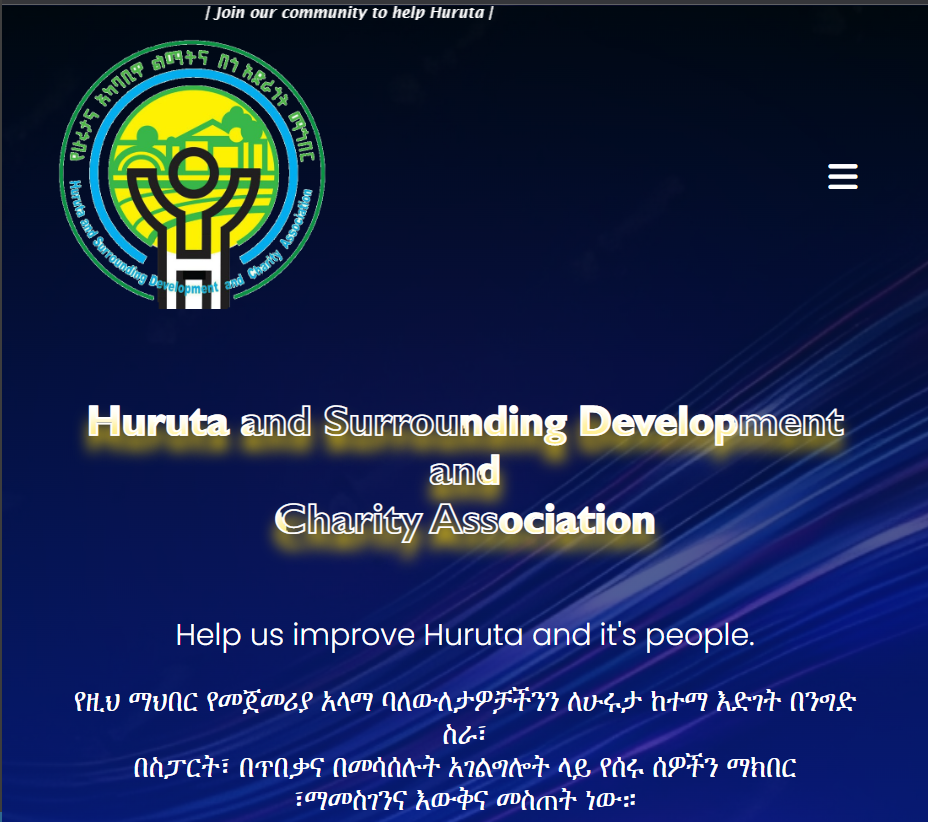 | Join our community to help Huruta |
የሁሩታና አካባቢዋ ልማትና በጎ አደራጎት ማኅበር
Huruta and Surrounding Development and Charity Association
H
Huruta and Surrounding Development
and
Charity Association
Help us improve Huruta and it's people.
የዚህ ማህበር የመጀመሪያ አላማ ባለውለታዎቻችንን ለሁሩታ ከተማ እድገት በንግድ
ስራ፣
በስፓርት፣ በጥበቃና በመሳሰሉት አገልግሎት ላይ የሰሩ ሰዎችን ማክበር
፣ማመስገንና እውቅና መስጠት ነው።